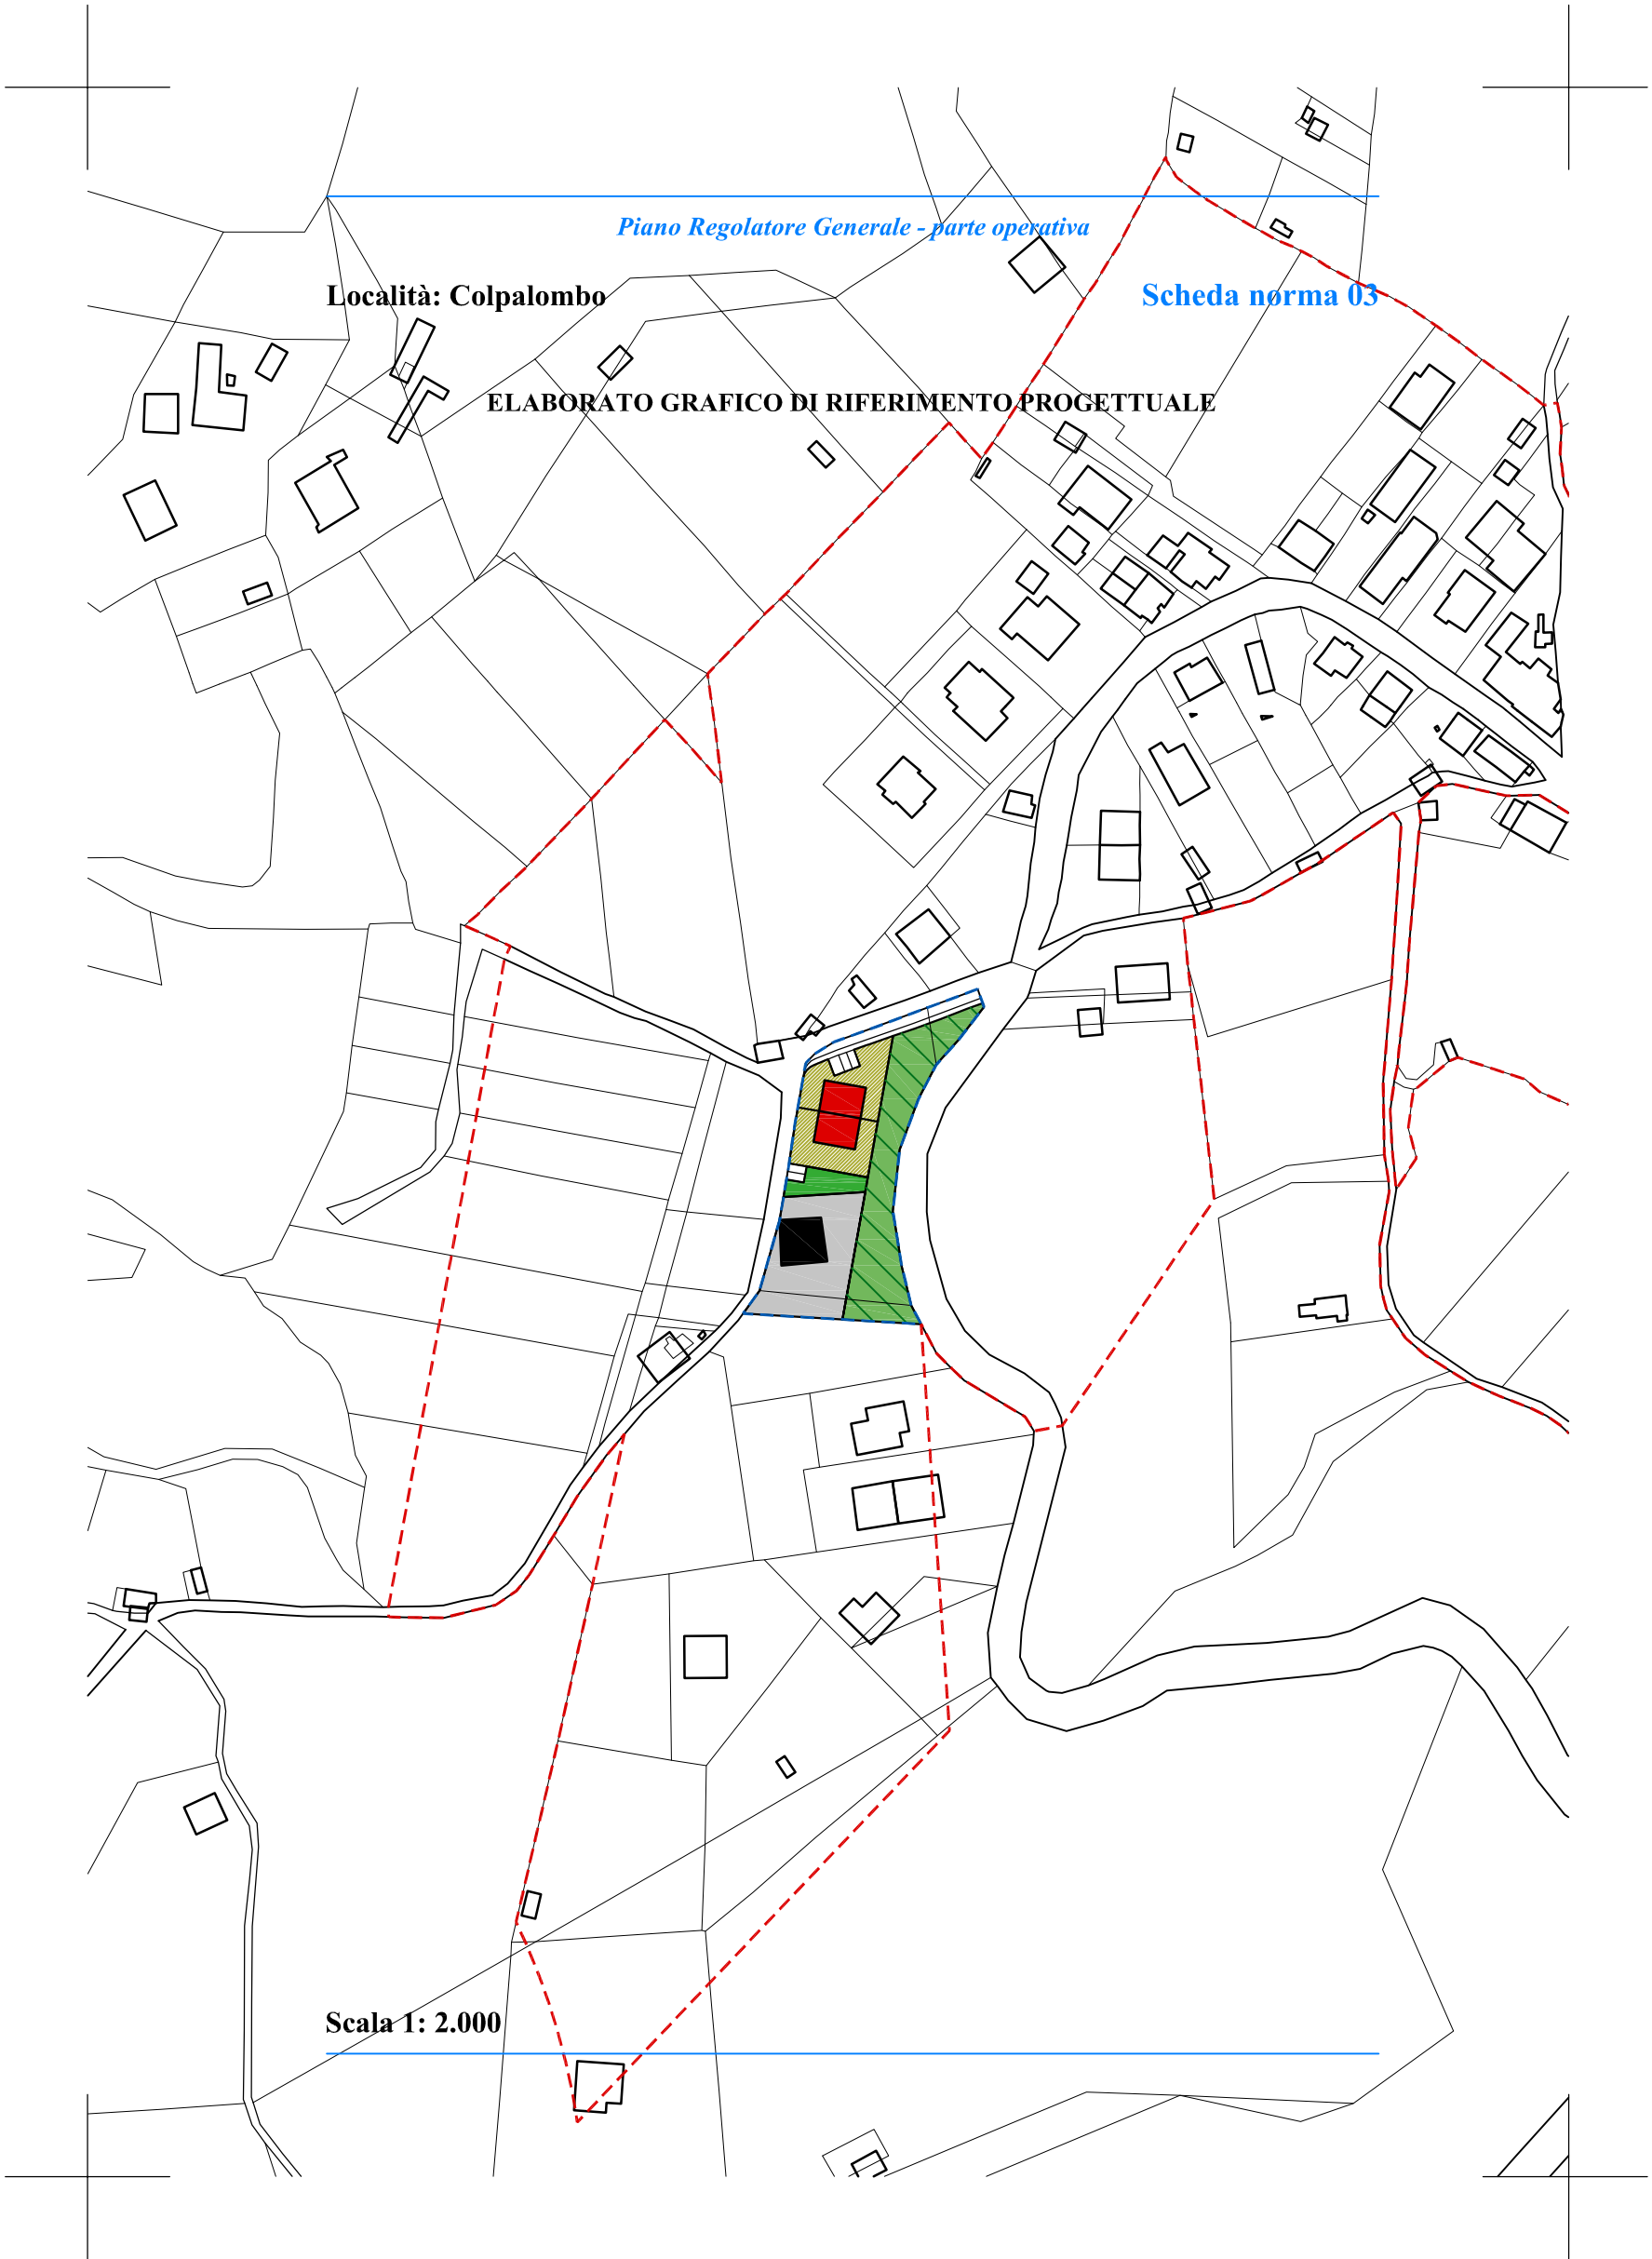 Piano Regolatore Generale - parte operativa
Località: Colpalombo
Scheda norma 03
ELABORATO GRAFICO DI RIFERIMENTO PROGETTUALE
Scala 1: 2.000